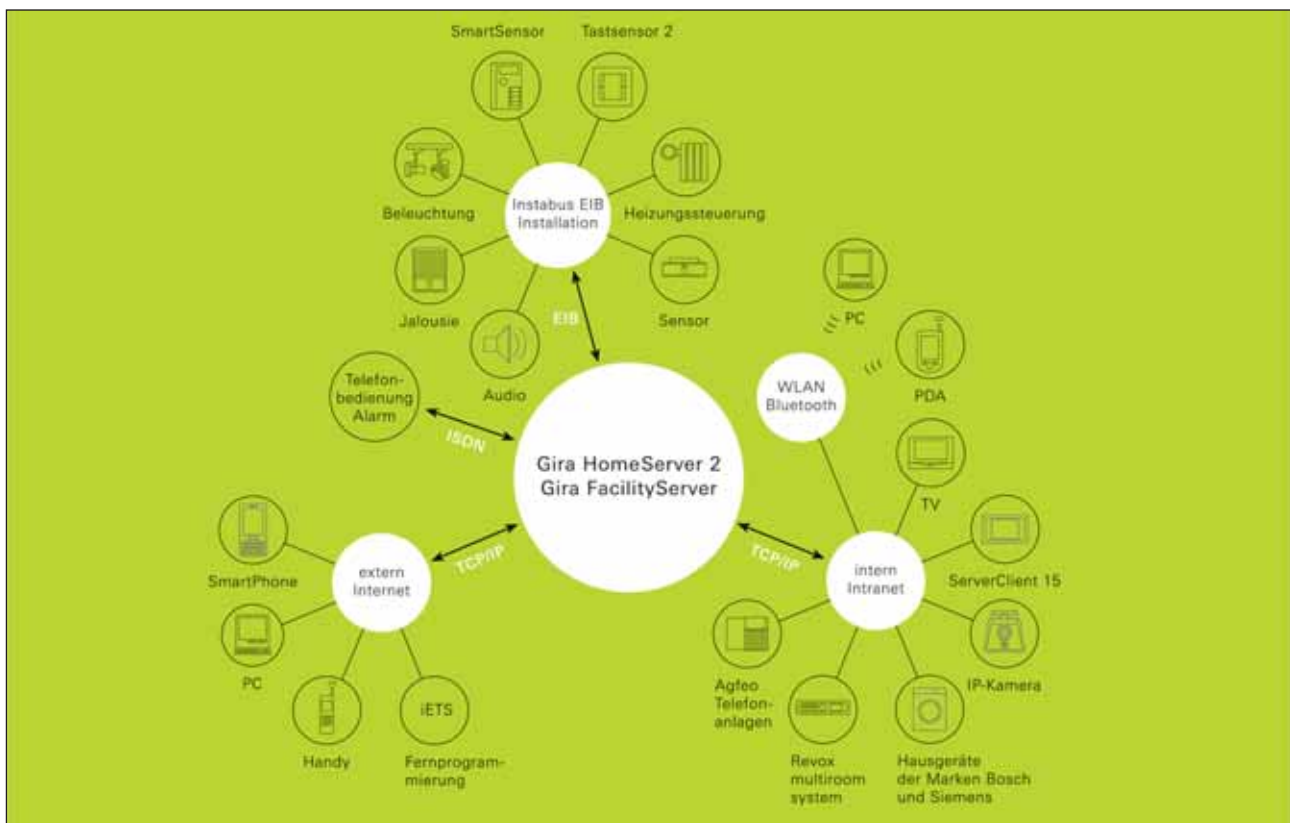 SmartSensor
Tastsensor 2
Beleuchtung
Instabus EIB
Installation
Heizungssteuerung
Jalousie
Sensor
Audio
EIB
PC
PDA
WLAN
Bluetooth
Telefon-
bedienung
Alarm
ISDN
Gira HomeServer 2
Gira FacilityServer
TV
TCP/IP
TCP/IP
SmartPhone
extern
Internet
PC
Handy
iETS
Fernprogram-
mierung
intern
Intranet
ServerClient 15
IP-Kamera
Agfeo
Telefon-
anlagen
Revox
multiroom
system
Hausgeräte
der Marken Bosch
und Siemens